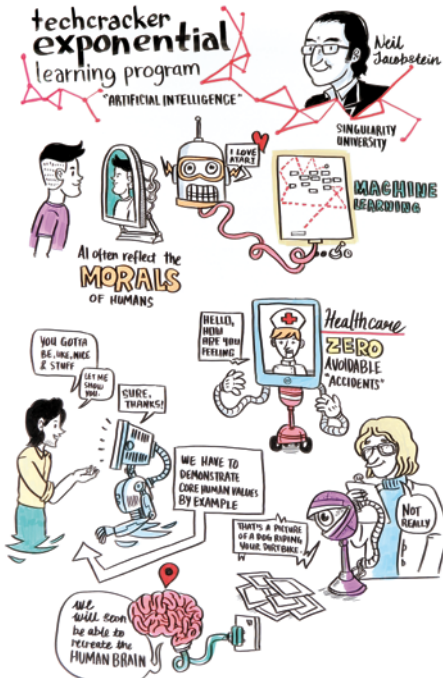 techcracker
exponential
learning program
"ARTIFICIAL INTELLIGENCE"
Neil
Jacobstein
SINGULARITY
UNIVERSITY
I LOVE
ATARI
MACHINE
LEARNING
AI often reflect the
MORALS
OF HUMANS
HELLO,
HOW
ARE YOU
FEELING
Healthcare
ZERO
AVOIDABLE
"ACCIDENTS"
YOU GOTTA
BE, LIKE, NICE
& STUFF
LET ME
SHOW
YOU.
SURE,
THANKS!
WE HAVE TO
DEMONSTRATE
CORE HUMAN VALUES
BY EXAMPLE
THAT'S A PICTURE
OF A DOG RIDING
YOUR DIRTBIKE.
NOT
REALLY
we
will soon
be able to
recreate the
HUMAN BRAIN